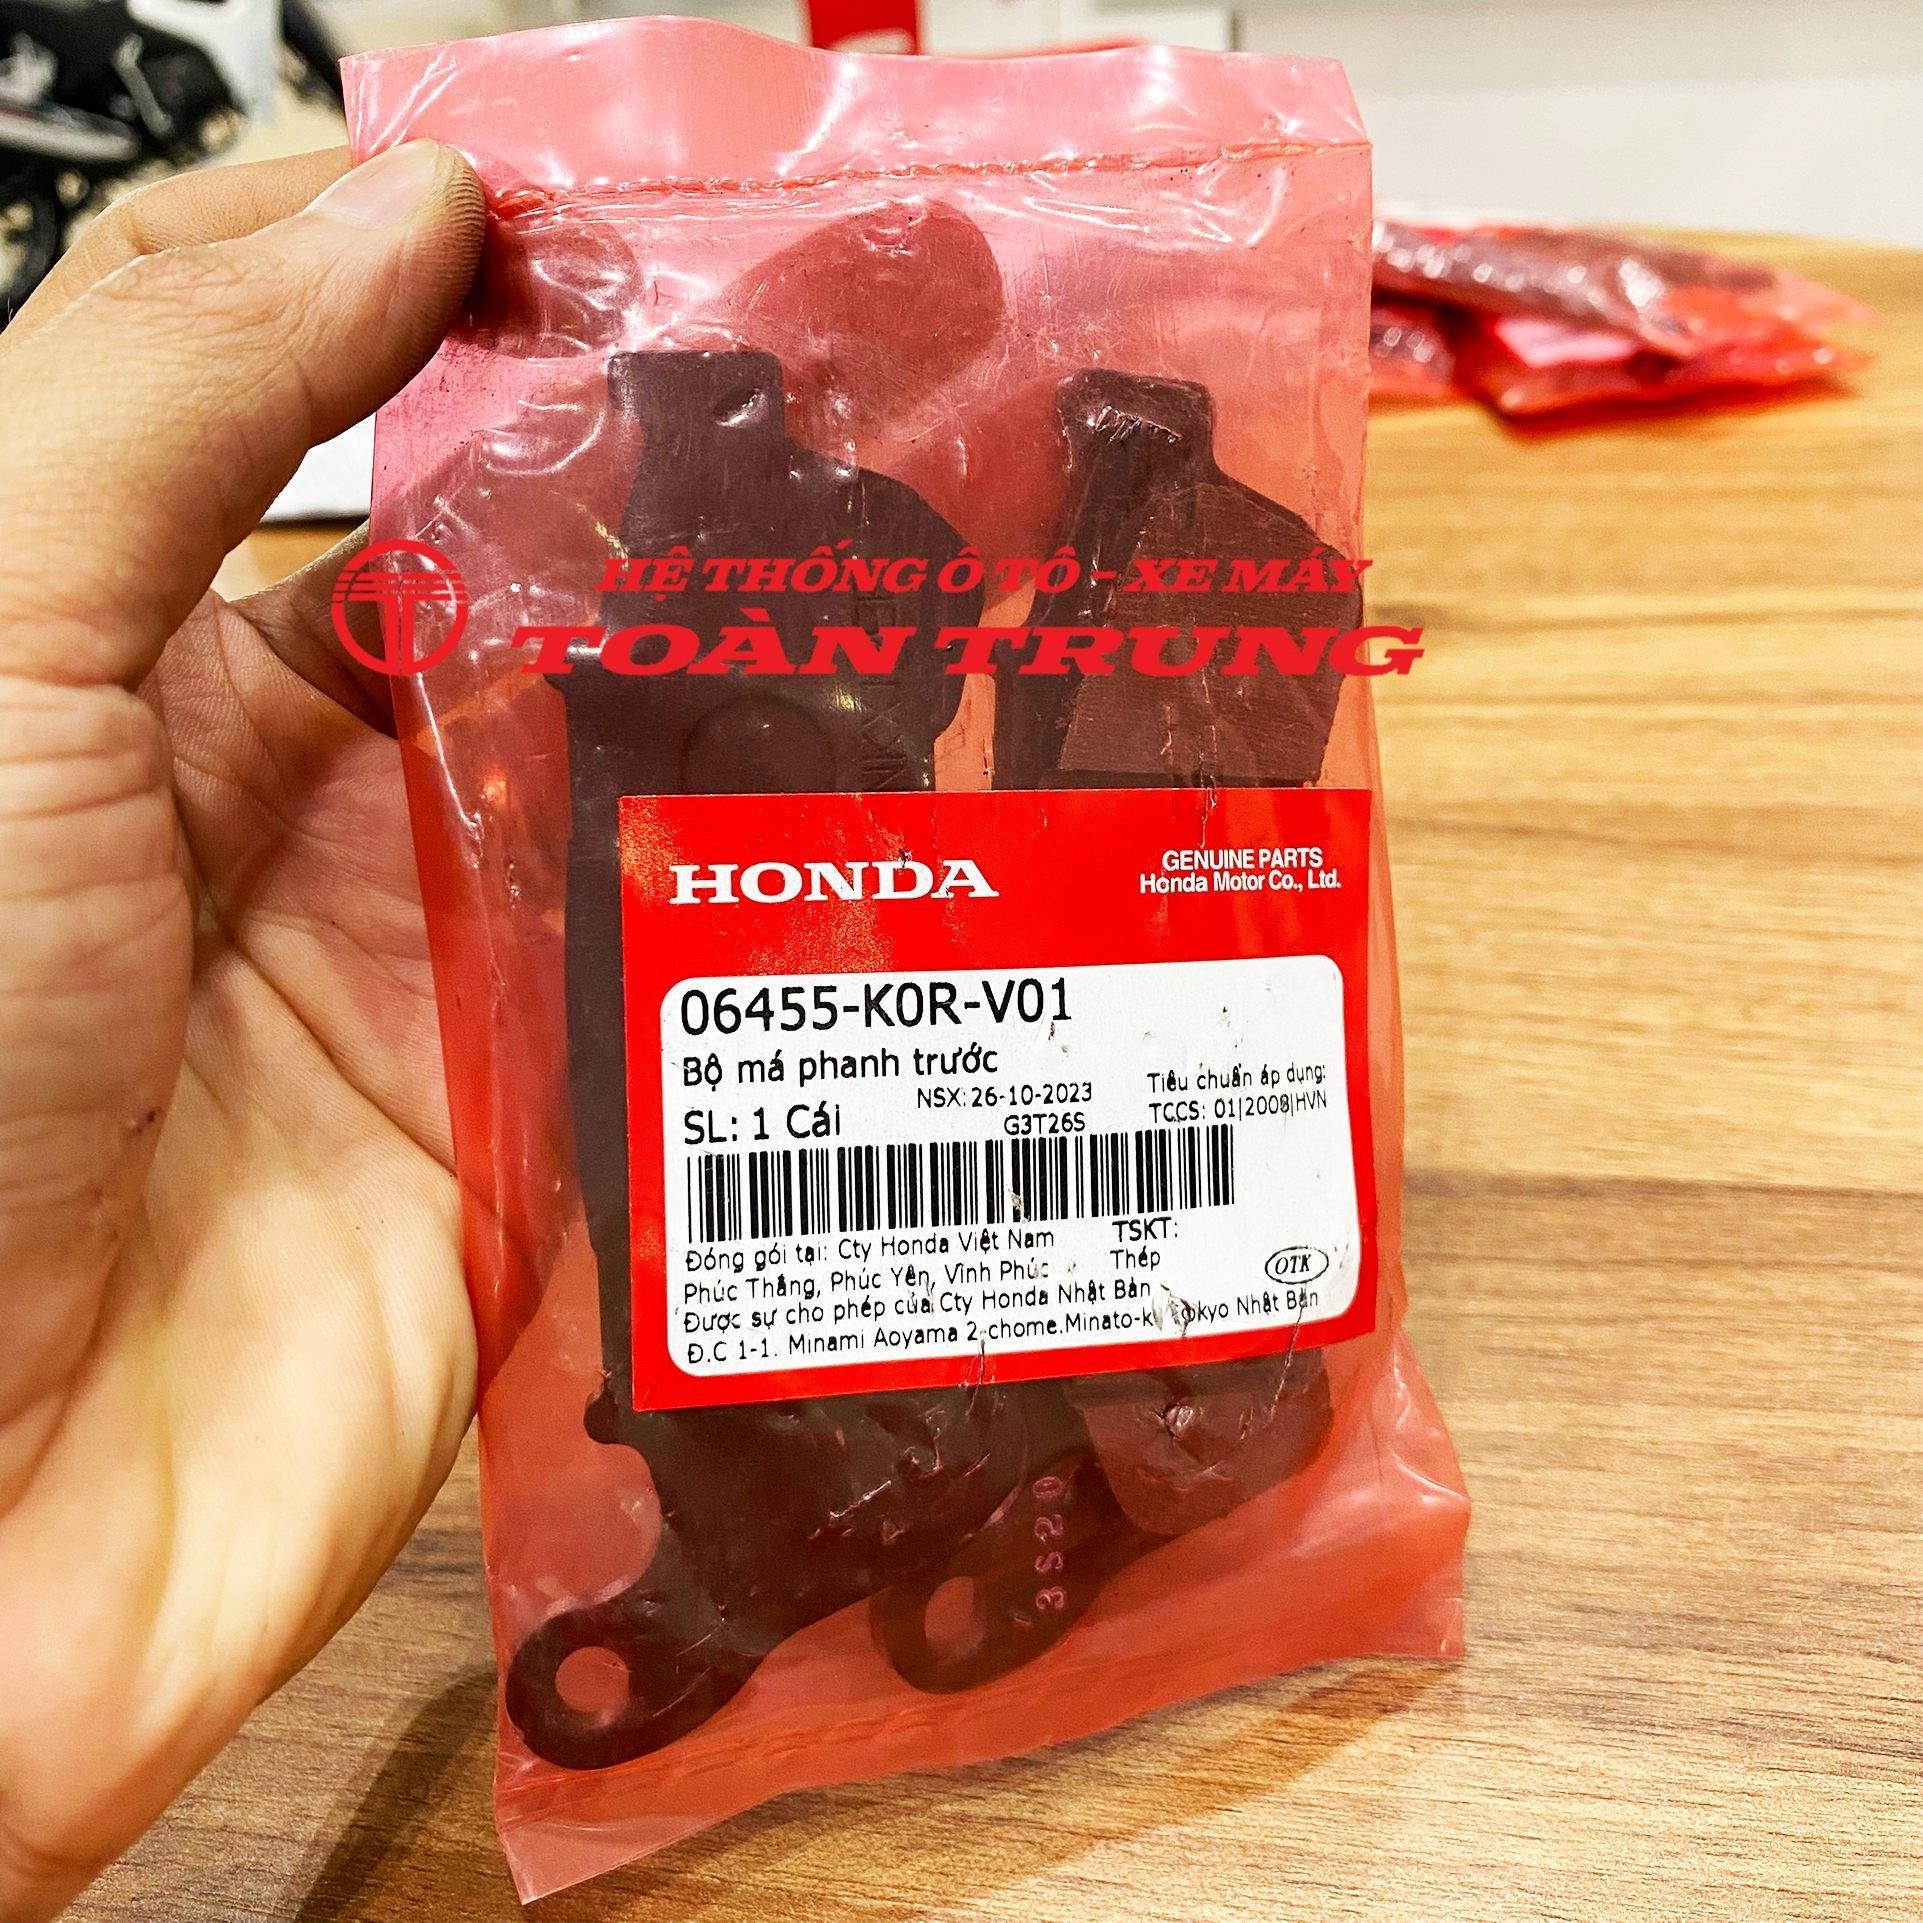 HỆ THỐNG Ô TÔ - XE MÁY
TOÀN TRUNG
HONDA
GENUINE PARTS
Honda Motor Co., Ltd.
06455-K0R-V01
Bộ má phanh trước
NSX: 26-10-2023
Tiêu chuẩn áp dụng:
SL: 1 Cái
G3T26S
TCCS: 01|2008|HVN
Đóng gói tại: Cty Honda Việt Nam
TSKT:
Phúc Thắng, Phúc Yên, Vĩnh Phúc
Thép
OTK
Được sự cho phép của Cty Honda Nhật Bản
Đ.C 1-1. Minami Aoyama 2-chome.Minato-k Tokyo Nhật Bản
3S20